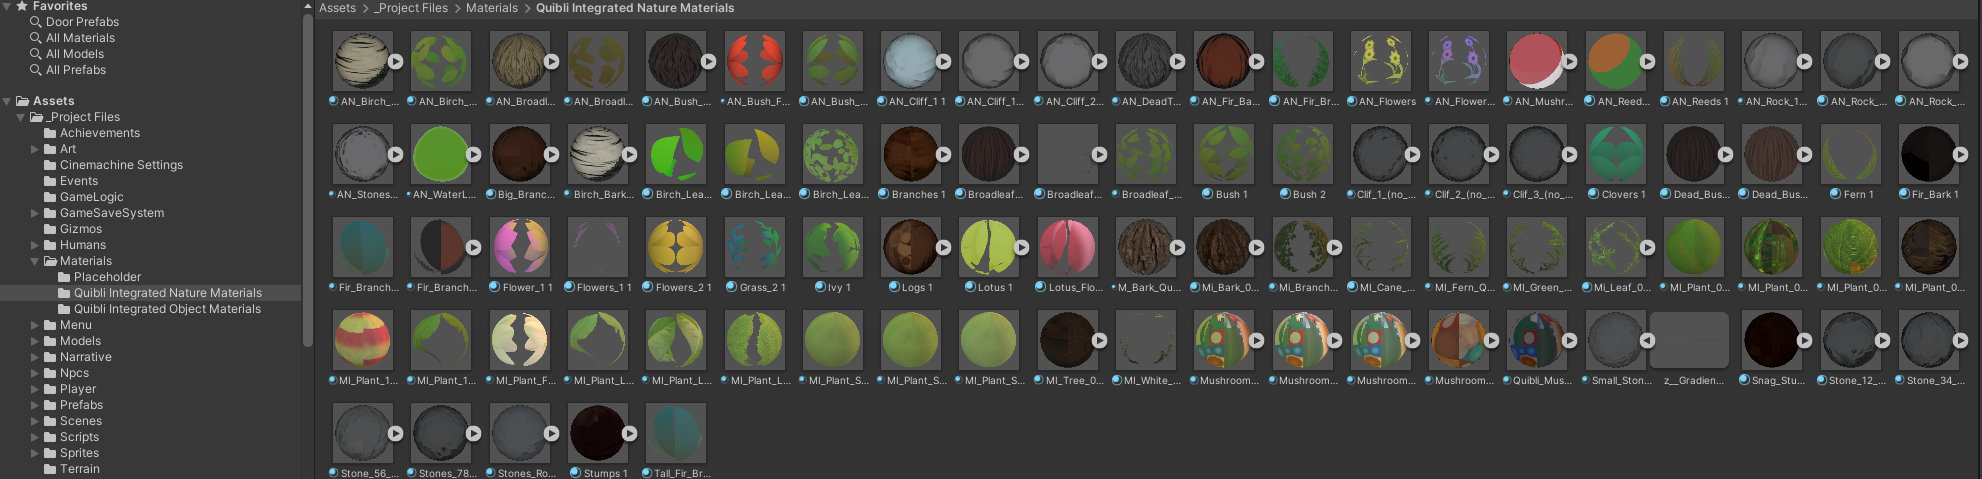 Favorites
Door Prefabs
All Materials
All Models
All Prefabs
Assets
_Project Files
Achievements
Art
Cinemachine Settings
Events
GameLogic
GameSaveSystem
Gizmos
Humans
Materials
Placeholder
Quibli Integrated Nature Materials
Quibli Integrated Object Materials
Menu
Models
Narrative
Npcs
Player
Prefabs
Scenes
Scripts
Sprites
Terrain
Assets > _Project Files > Materials > Quibli Integrated Nature Materials
AN_Birch_... AN_Birch_... AN_Broadl... AN_Broadl... AN_Bush_... AN_Bush_F... AN_Bush_... AN_Cliff_1 1 AN_Cliff_1... AN_Cliff_2... AN_DeadT... AN_Fir_Ba... AN_Fir_Br... AN_Flowers AN_Flower... AN_Mushr... AN_Reed... AN_Reeds 1 AN_Rock_1... AN_Rock_... AN_Rock_...
AN_Stones... AN_WaterL... Big_Branc... Birch_Bark... Birch_Lea... Birch_Lea... Birch_Lea... Branches 1 Broadleaf... Broadleaf... Broadleaf_... Bush 1 Bush 2 Clif_1_(no_... Clif_2_(no_... Clif_3_(no_... Clovers 1 Dead_Bus... Dead_Bus... Fern 1 Fir_Bark 1
Fir_Branch... Fir_Branch... Flower_1 1 Flowers_1 1 Flowers_2 1 Grass_2 1 Ivy 1 Logs 1 Lotus 1 Lotus_Flo... M_Bark_Qu... Mi_Bark_0... Mi_Branch... MI_Cane_... MI_Fern_Q... MI_Green_... Mi_Leaf_0... MI_Plant_0... MI_Plant_0... MI_Plant_0... MI_Plant_0...
MI_Plant_1... MI_Plant_1... MI_Plant_F... MI_Plant_L... MI_Plant_L... MI_Plant_L... MI_Plant_S... MI_Plant_S... MI_Plant_S... MI_Tree_0... MI_White_... Mushroom... Mushroom... Mushroom... Mushroom... Quibli_Mus... Small_Ston... z__Gradien... Snag_Stu... Stone_12_... Stone_34_...
Stone_56_... Stones_78... Stones_Ro... Stumps 1 Tall_Fir_Br...